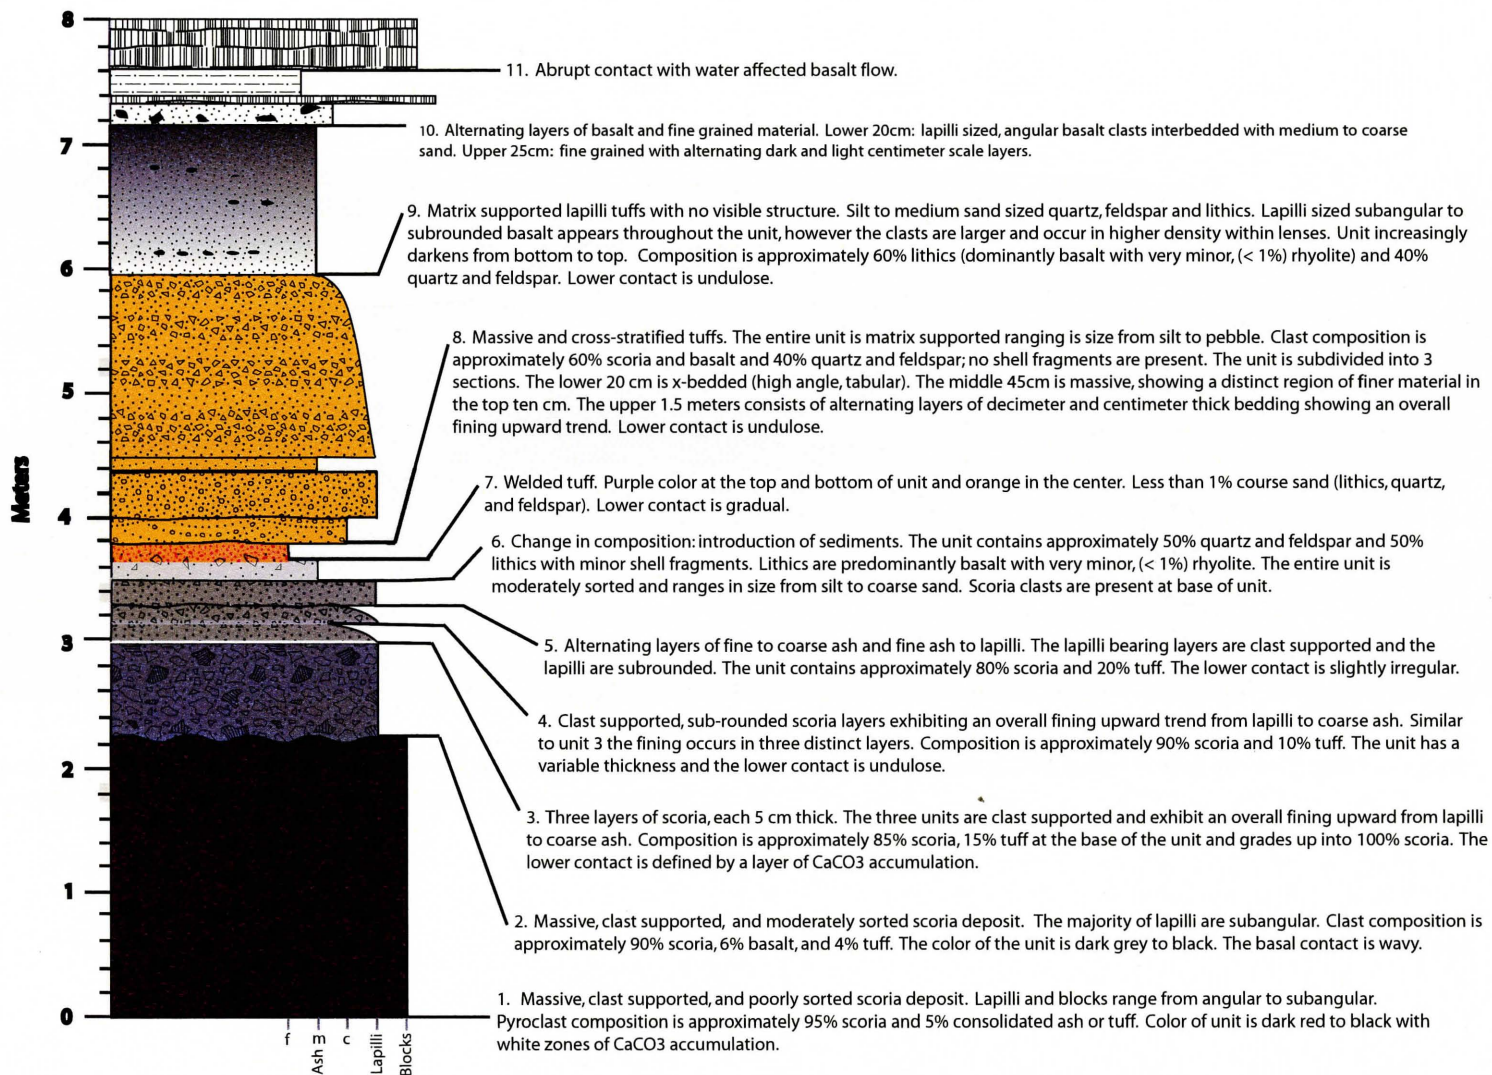 8
11. Abrupt contact with water affected basalt flow.
10. Alternating layers of basalt and fine grained material. Lower 20cm: lapilli sized, angular basalt clasts interbedded with medium to coarse
sand. Upper 25cm: fine grained with alternating dark and light centimeter scale layers.
7
9. Matrix supported lapilli tuffs with no visible structure. Silt to medium sand sized quartz, feldspar and lithics. Lapilli sized subangular to
subrounded basalt appears throughout the unit, however the clasts are larger and occur in higher density within lenses. Unit increasingly
darkens from bottom to top. Composition is approximately 60% lithics (dominantly basalt with very minor, (< 1%) rhyolite) and 40%
quartz and feldspar. Lower contact is undulose.
6
8. Massive and cross-stratified tuffs. The entire unit is matrix supported ranging is size from silt to pebble. Clast composition is
approximately 60% scoria and basalt and 40% quartz and feldspar; no shell fragments are present. The unit is subdivided into 3
sections. The lower 20 cm is x-bedded (high angle, tabular). The middle 45cm is massive, showing a distinct region of finer material in
the top ten cm. The upper 1.5 meters consists of alternating layers of decimeter and centimeter thick bedding showing an overall
fining upward trend. Lower contact is undulose.
5
Meters
7. Welded tuff. Purple color at the top and bottom of unit and orange in the center. Less than 1% course sand (lithics, quartz,
and feldspar). Lower contact is gradual.
4
6. Change in composition: introduction of sediments. The unit contains approximately 50% quartz and feldspar and 50%
lithics with minor shell fragments. Lithics are predominantly basalt with very minor, (< 1%) rhyolite. The entire unit is
moderately sorted and ranges in size from silt to coarse sand. Scoria clasts are present at base of unit.
3
5. Alternating layers of fine to coarse ash and fine ash to lapilli. The lapilli bearing layers are clast supported and the
lapilli are subrounded. The unit contains approximately 80% scoria and 20% tuff. The lower contact is slightly irregular.
4. Clast supported, sub-rounded scoria layers exhibiting an overall fining upward trend from lapilli to coarse ash. Similar
to unit 3 the fining occurs in three distinct layers. Composition is approximately 90% scoria and 10% tuff. The unit has a
variable thickness and the lower contact is undulose.
2
3. Three layers of scoria, each 5 cm thick. The three units are clast supported and exhibit an overall fining upward from lapilli
to coarse ash. Composition is approximately 85% scoria, 15% tuff at the base of the unit and grades up into 100% scoria. The
lower contact is defined by a layer of CaCO3 accumulation.
1
2. Massive, clast supported, and moderately sorted scoria deposit. The majority of lapilli are subangular. Clast composition is
approximately 90% scoria, 6% basalt, and 4% tuff. The color of the unit is dark grey to black. The basal contact is wavy.
0
1. Massive, clast supported, and poorly sorted scoria deposit. Lapilli and blocks range from angular to subangular.
Pyroclast composition is approximately 95% scoria and 5% consolidated ash or tuff. Color of unit is dark red to black with
white zones of CaCO3 accumulation.
f m c
Ash
Lapilli
Blocks